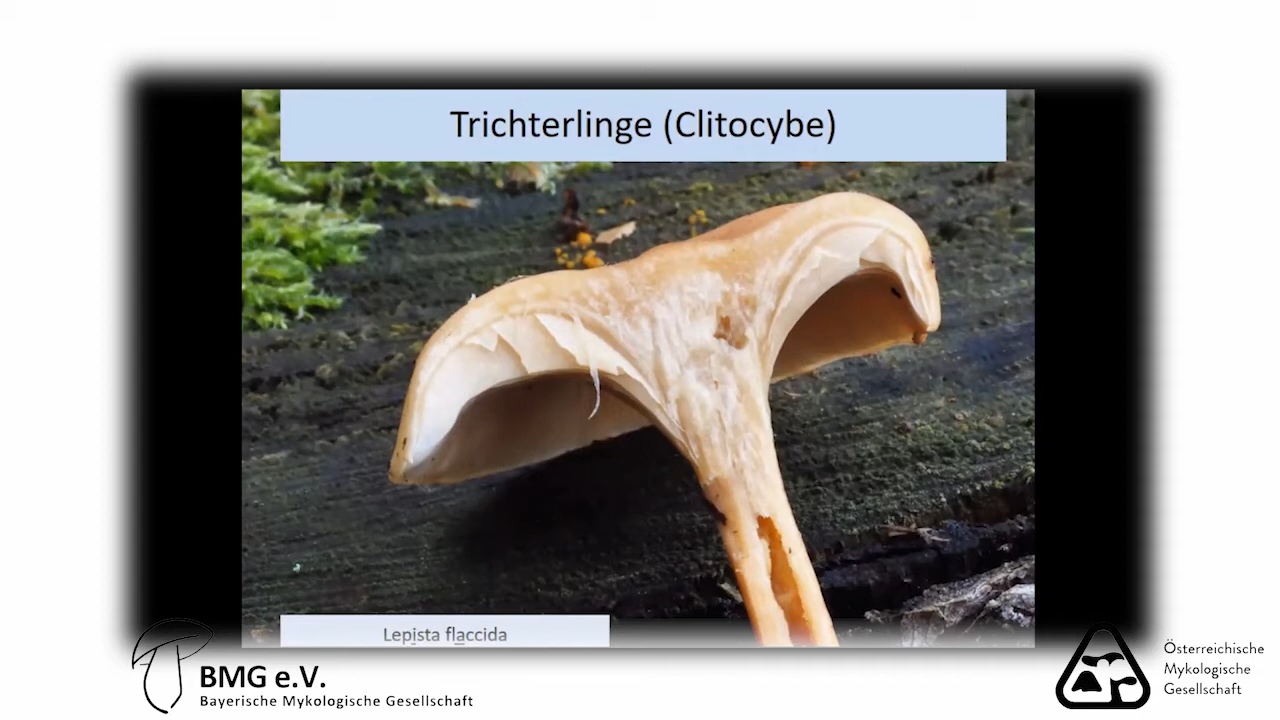 Trichterlinge (Clitocybe)
Lepista flaccida
BMG e.V.
Bayerische Mykologische Gesellschaft
Österreichische
Mykologische
Gesellschaft